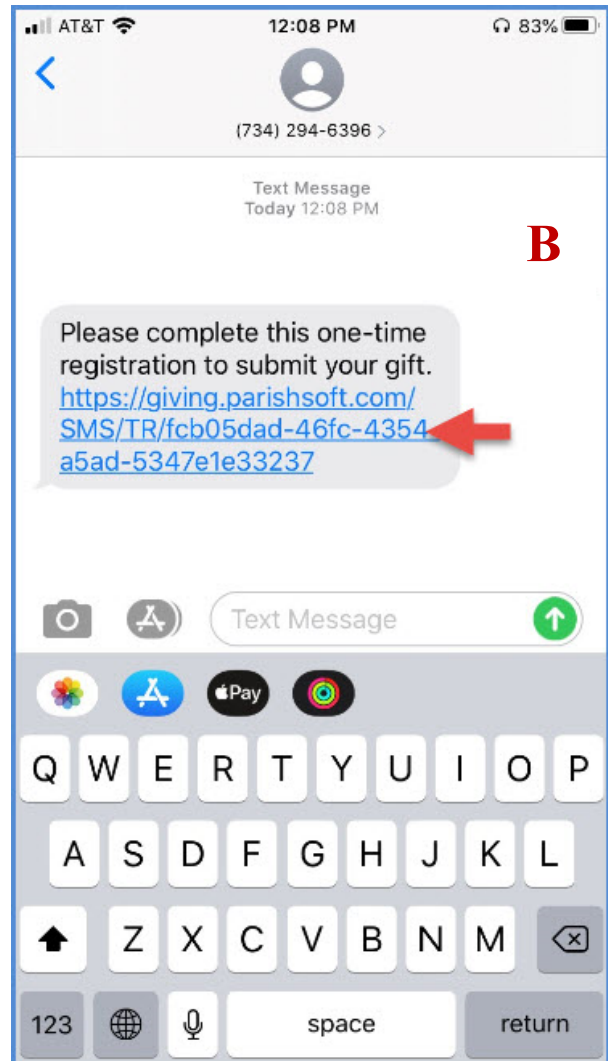 AT&T 12:08 PM 83%
(734) 294-6396 >
Text Message
Today 12:08 PM
B
Please complete this one-time
registration to submit your gift.
https://giving.parishsoft.com/
SMS/TR/fcb05dad-46fc-4354-
a5ad-5347e1e33237
Text Message
Pay
Q W E R T Y U I O P
A S D F G H J K L
Z X C V B N M
123 space return